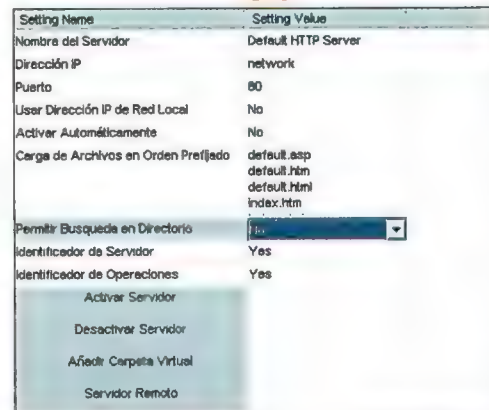 Setting Name Setting Value
Nombre del Servidor Default HTTP Server
Dirección IP network
Puerto 80
User Dirección IP de Red Local No
Activar Automáticamente No
Carga de Archivos en Orden Prefijado default.asp
default.htm
default.html
index.htm
Permitir Busqueda en Directorio No
Identificador de Servidor Yes
Identificador de Operaciones Yes
Activar Servidor
Desactivar Servidor
Añadir Carpeta Virtual
Servidor Remoto